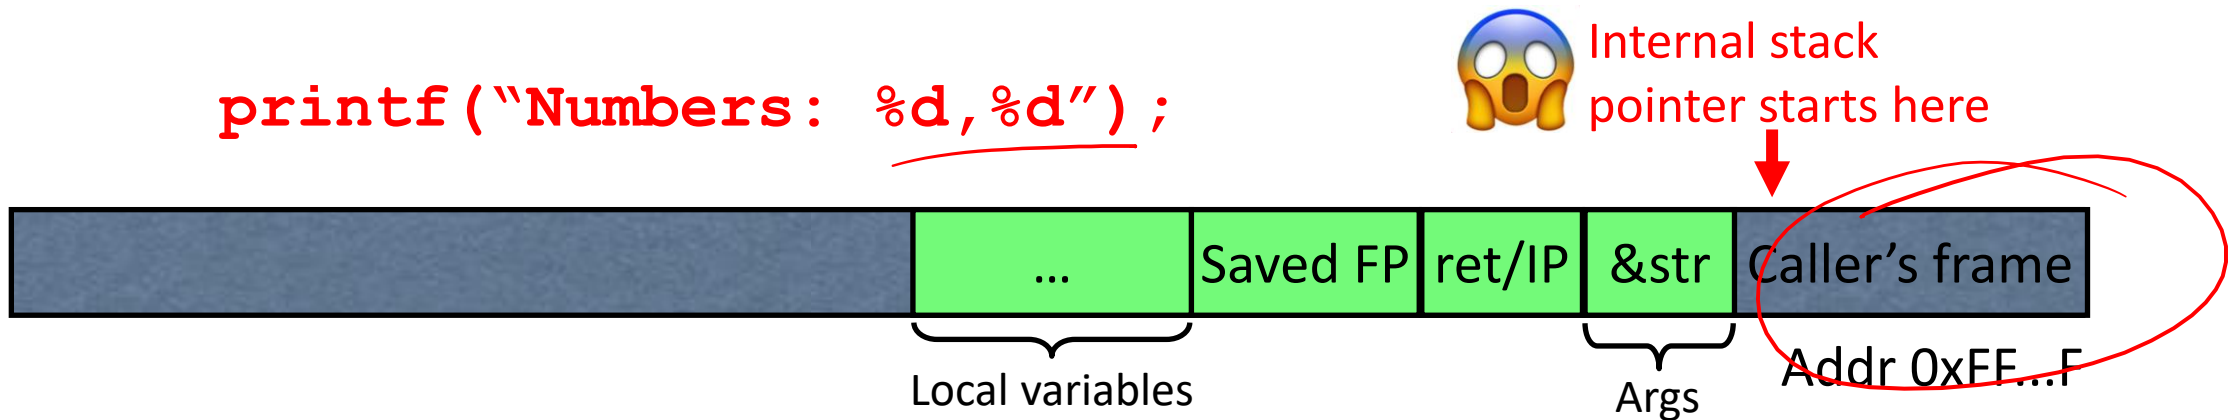 Internal stack
pointer starts here
printf(“Numbers: %d,%d”);
... Saved FP ret/IP &str Caller’s frame
Addr 0xFF...F
Local variables
Args